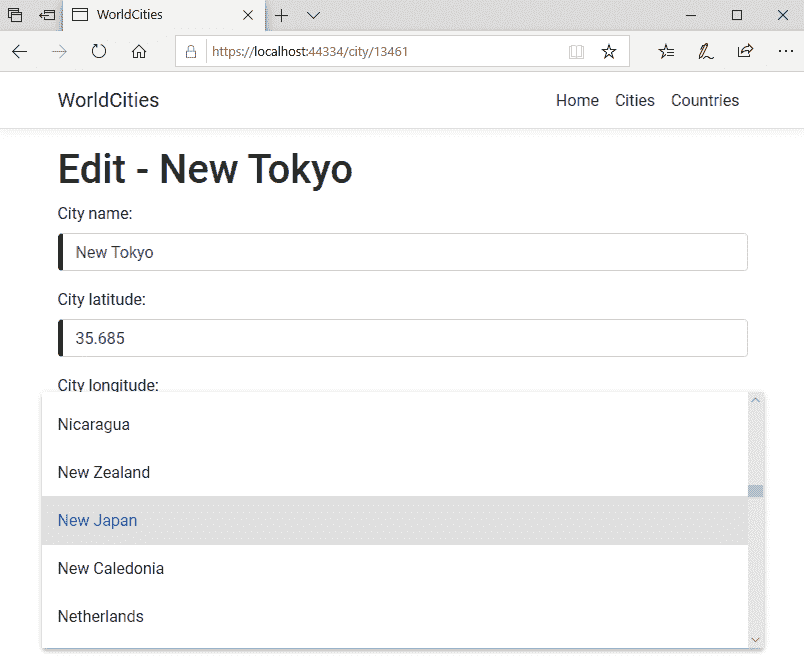 WorldCities
https://localhost:44334/city/13461
WorldCities Home Cities Countries
Edit - New Tokyo
City name:
New Tokyo
City latitude:
35.685
City longitude:
Nicaragua
New Zealand
New Japan
New Caledonia
Netherlands